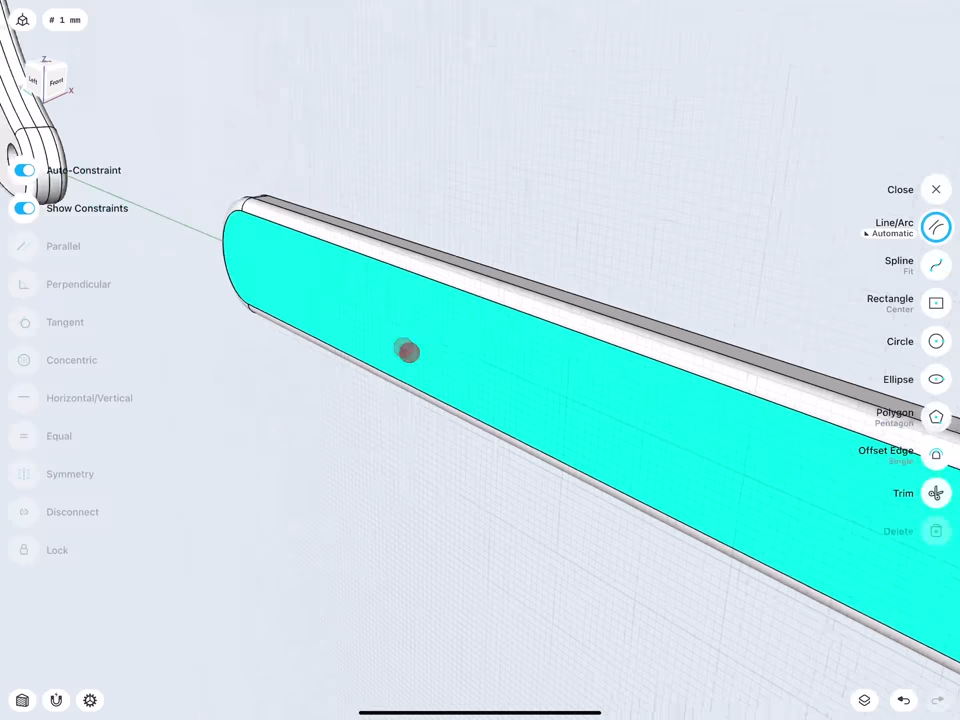 # 1 mm
Z
Left
Front
X
Auto-Constraint
Show Constraints
Parallel
Perpendicular
Tangent
Concentric
Horizontal/Vertical
Equal
Symmetry
Disconnect
Lock
Close
Line/Arc
Automatic
Spline
Fit
Rectangle
Center
Circle
Ellipse
Polygon
Pentagon
Offset Edge
Single
Trim
Delete